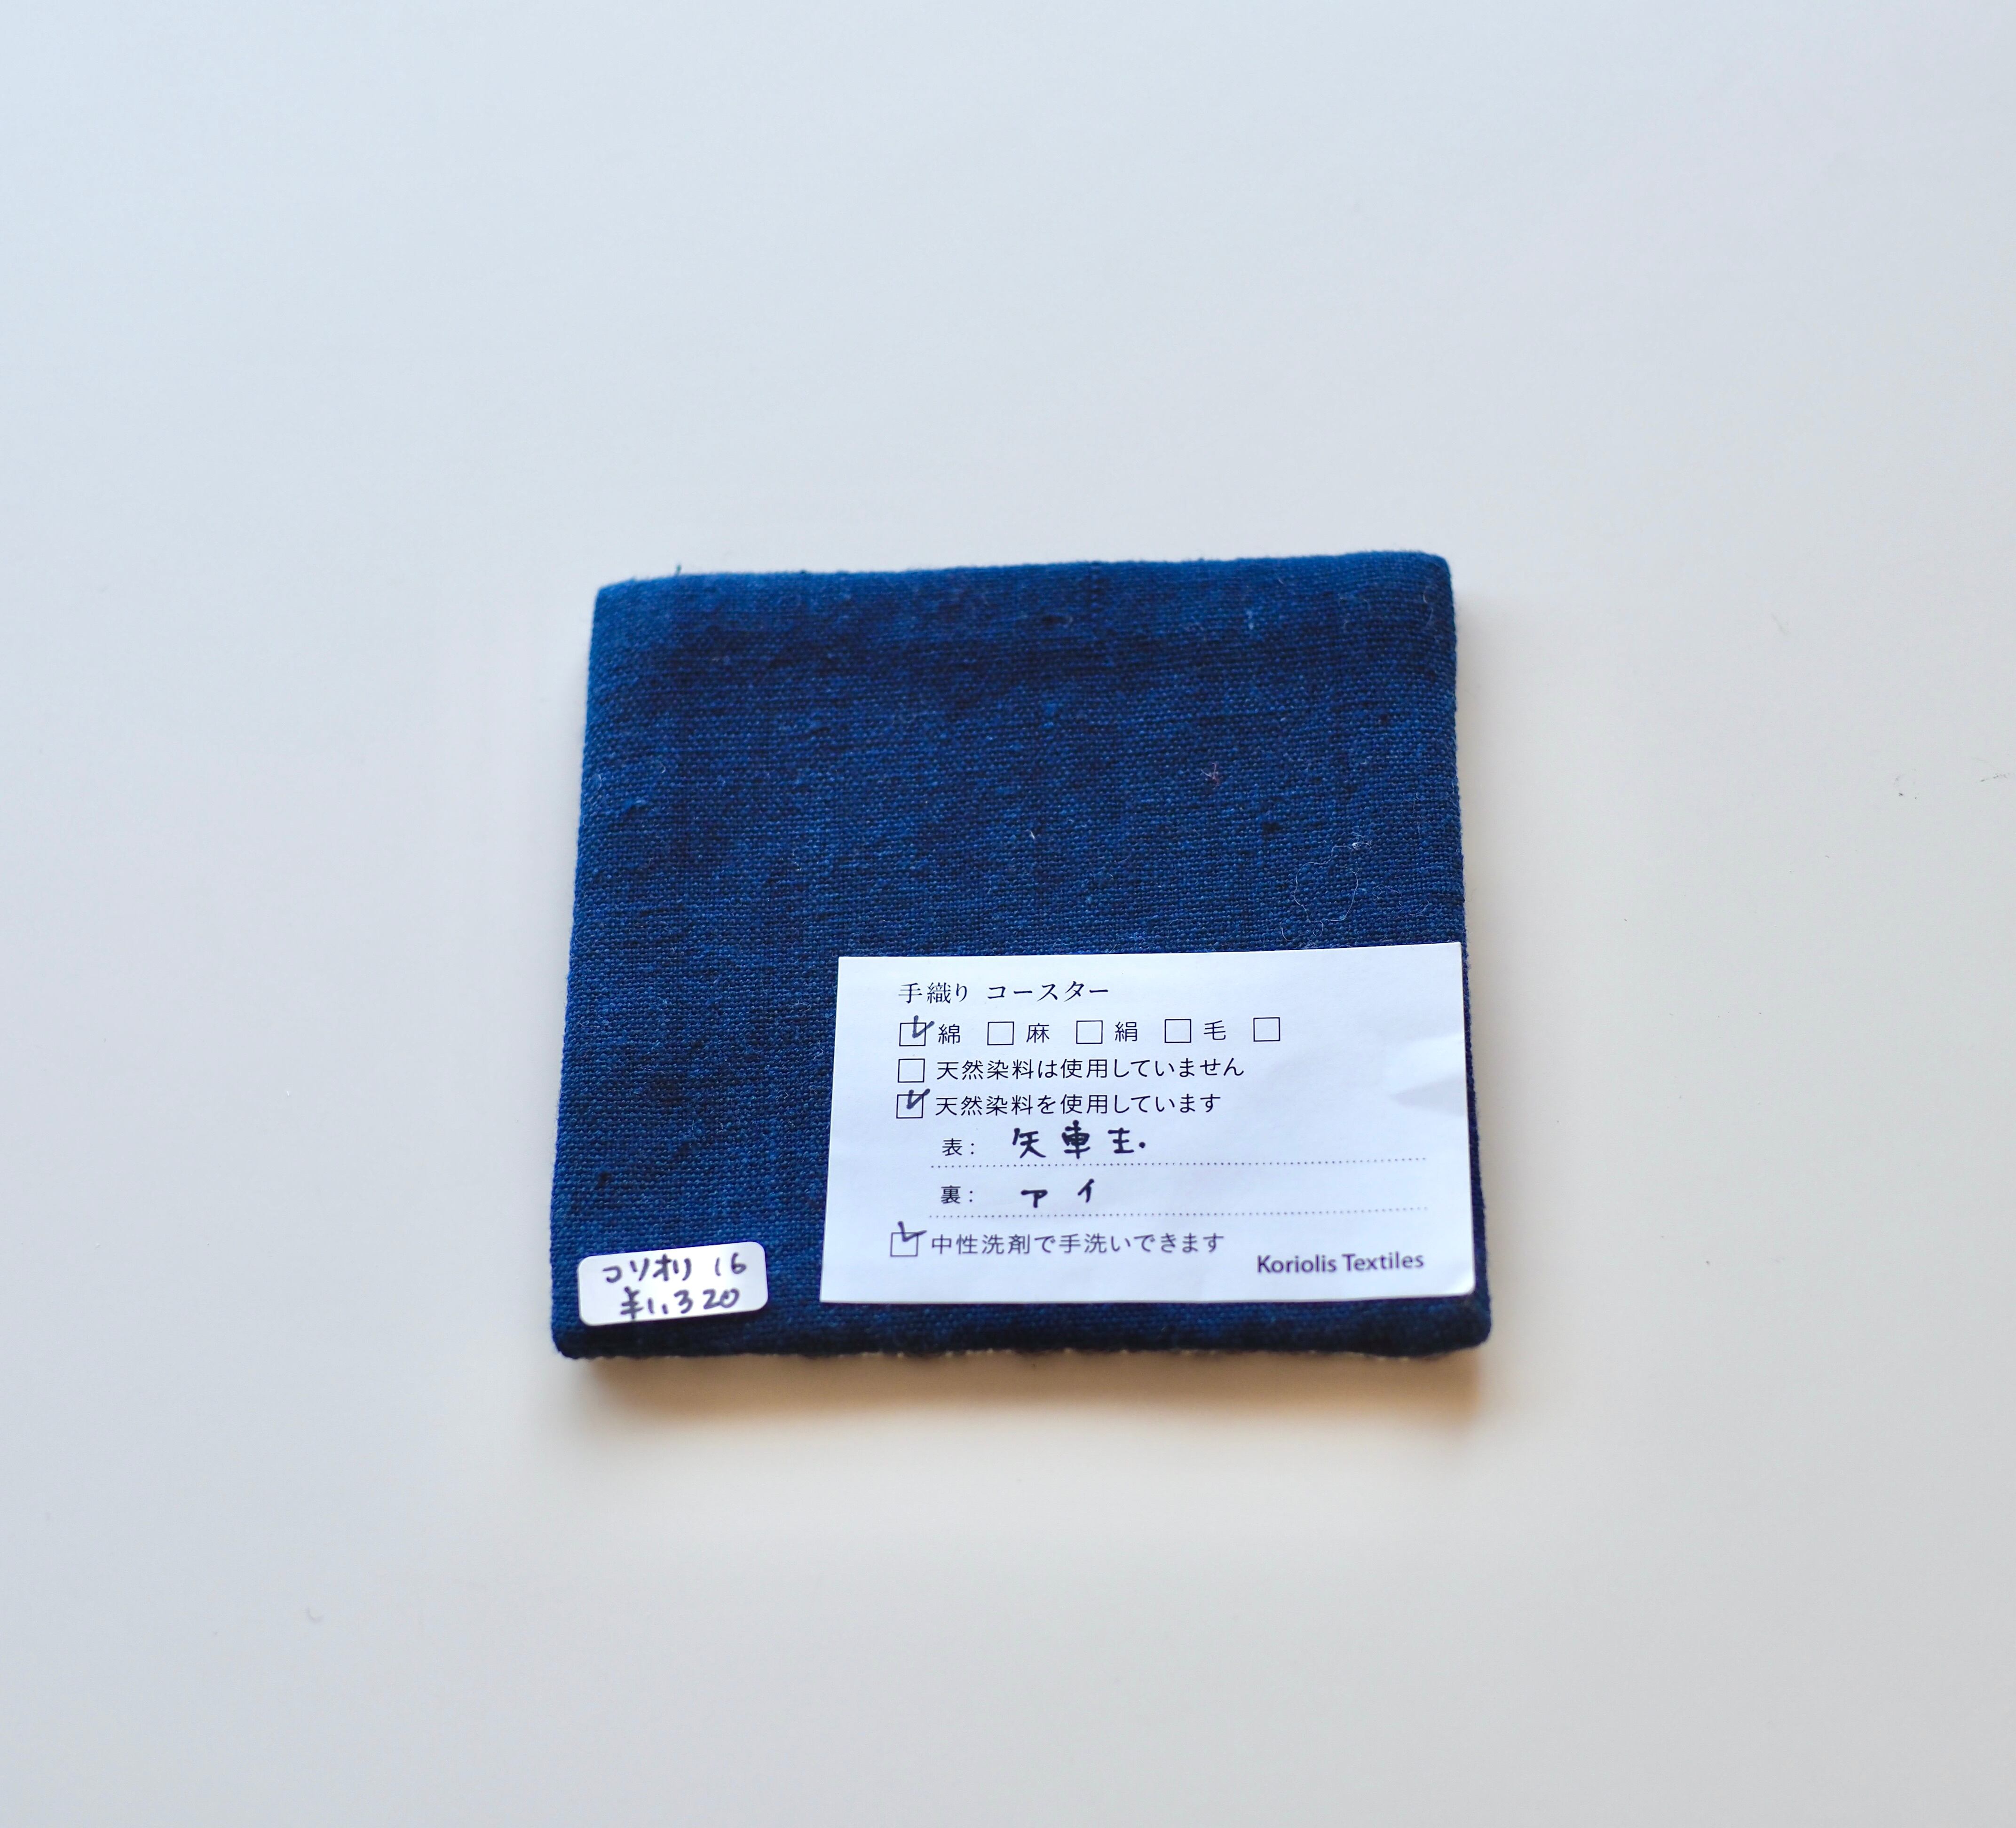 手織り コースター
綿 麻 絹 毛
天然染料は使用していません
天然染料を使用しています
表: 矢車
裏: アイ
中性洗剤で手洗いできます
Koriolis Textiles
コリオリ 16
¥1,320